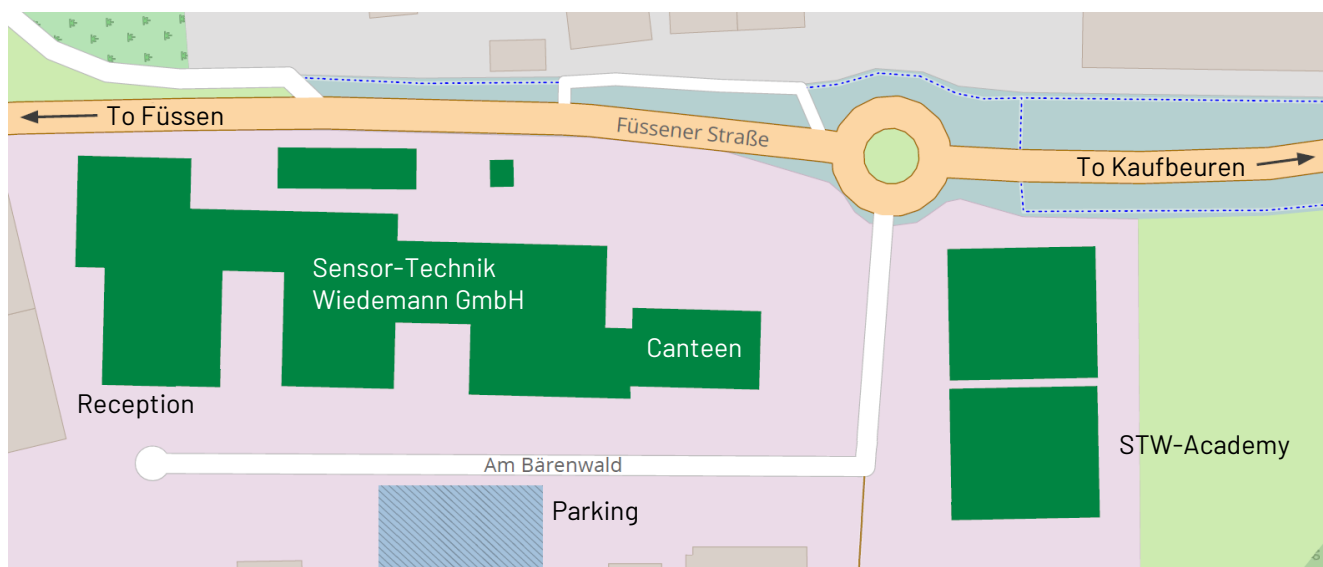 To Füssen
Füssener Straße
To Kaufbeuren
Sensor-Technik
Wiedemann GmbH
Canteen
Reception
STW-Academy
Am Bärenwald
Parking